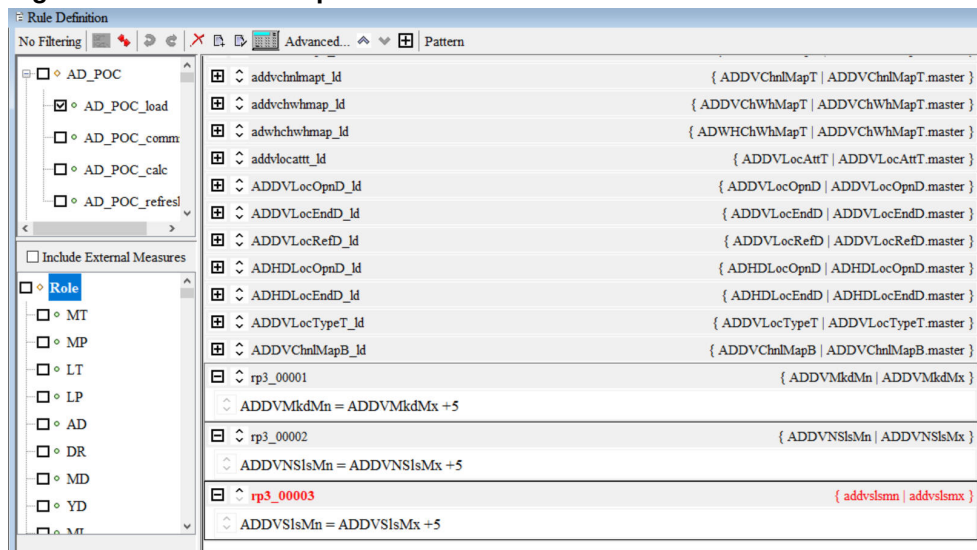 Rule Definition
No Filtering Advanced... Pattern
AD_POC
AD_POC_load
AD_POC_comm
AD_POC_calc
AD_POC_refresl
Include External Measures
Role
MT
MP
LT
LP
AD
DR
MD
YD
addvchnlmapt_ld { ADDVChnlMapT | ADDVChnlMapT.master }
addvchwhmap_ld { ADDVChWhMapT | ADDVChWhMapT.master }
adwhchwhmap_ld { ADWHChWhMapT | ADDVChWhMapT.master }
addvlocattt_ld { ADDVLocAttT | ADDVLocAttT.master }
ADDVLocOpnD_ld { ADDVLocOpnD | ADDVLocOpnD.master }
ADDVLocEndD_ld { ADDVLocEndD | ADDVLocEndD.master }
ADDVLocRefD_ld { ADDVLocRefD | ADDVLocRefD.master }
ADHDLocOpnD_ld { ADHDLocOpnD | ADHDLocOpnD.master }
ADHDLocEndD_ld { ADHDLocEndD | ADHDLocEndD.master }
ADDVLocTypeT_ld { ADDVLocTypeT | ADDVLocTypeT.master }
ADDVChnlMapB_ld { ADDVChnlMapB | ADDVChnlMapB.master }
rp3_00001 { ADDVMkdMn | ADDVMkdMx }
ADDVMkdMn = ADDVMkdMx +5
rp3_00002 { ADDVNSlsMn | ADDVNSlsMx }
ADDVNSlsMn = ADDVNSlsMx +5
rp3_00003 { addvslsmn | addvslsmx }
ADDVSlsMn = ADDVSlsMx +5